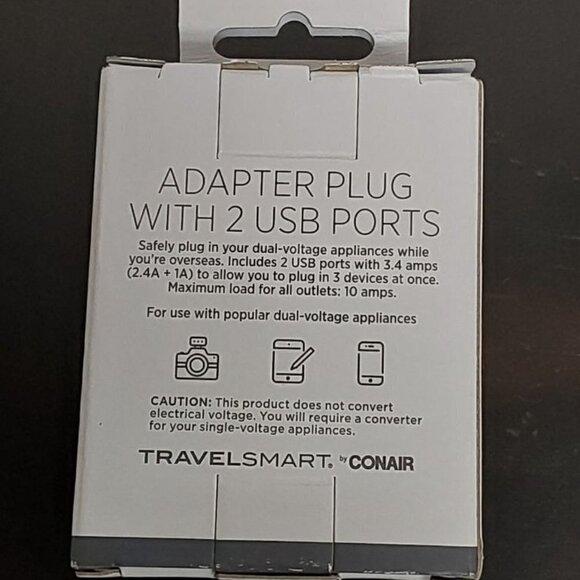 ADAPTER PLUG
WITH 2 USB PORTS
Safely plug in your dual-voltage appliances while
you're overseas. Includes 2 USB ports with 3.4 amps
(2.4A + 1A) to allow you to plug in 3 devices at once.
Maximum load for all outlets: 10 amps.
For use with popular dual-voltage appliances
CAUTION: This product does not convert
electrical voltage. You will require a converter
for your single-voltage appliances.
TRAVELSMART® by CONAIR